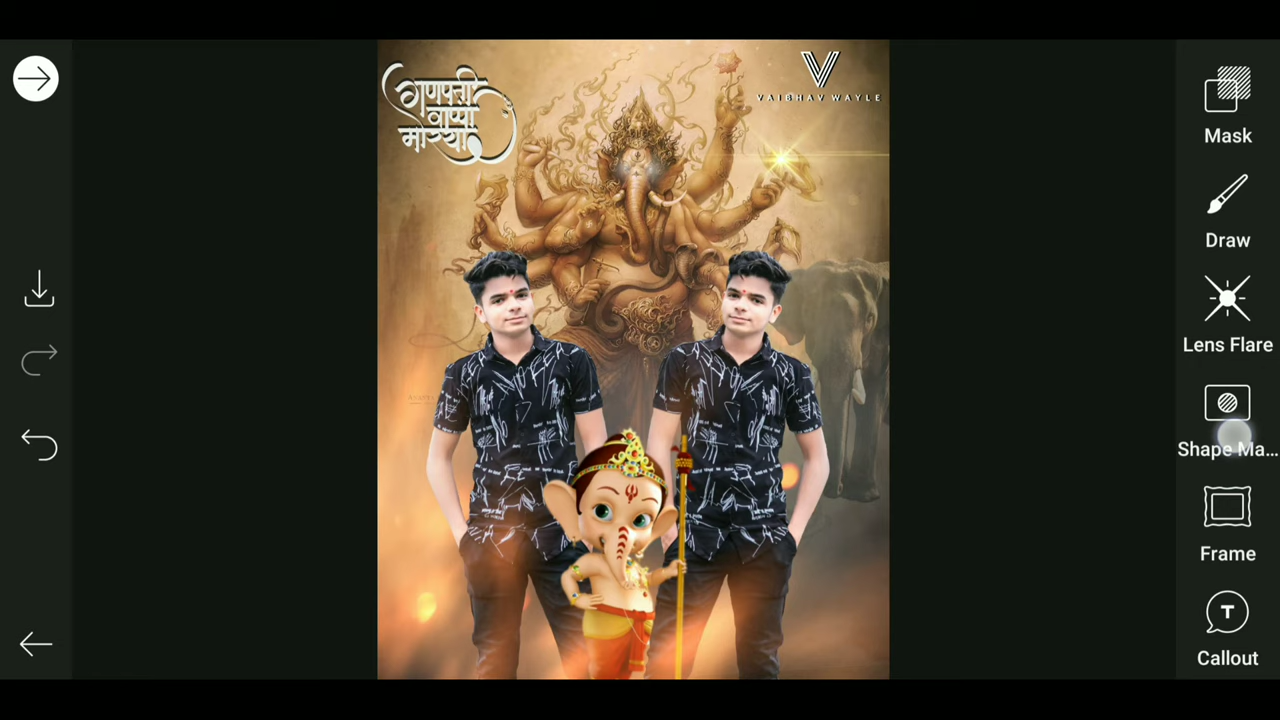 गणपती
बाप्पा
मोरया
VAIBHAV WAYLE
Mask
Draw
Lens Flare
Shape Ma...
Frame
Callout